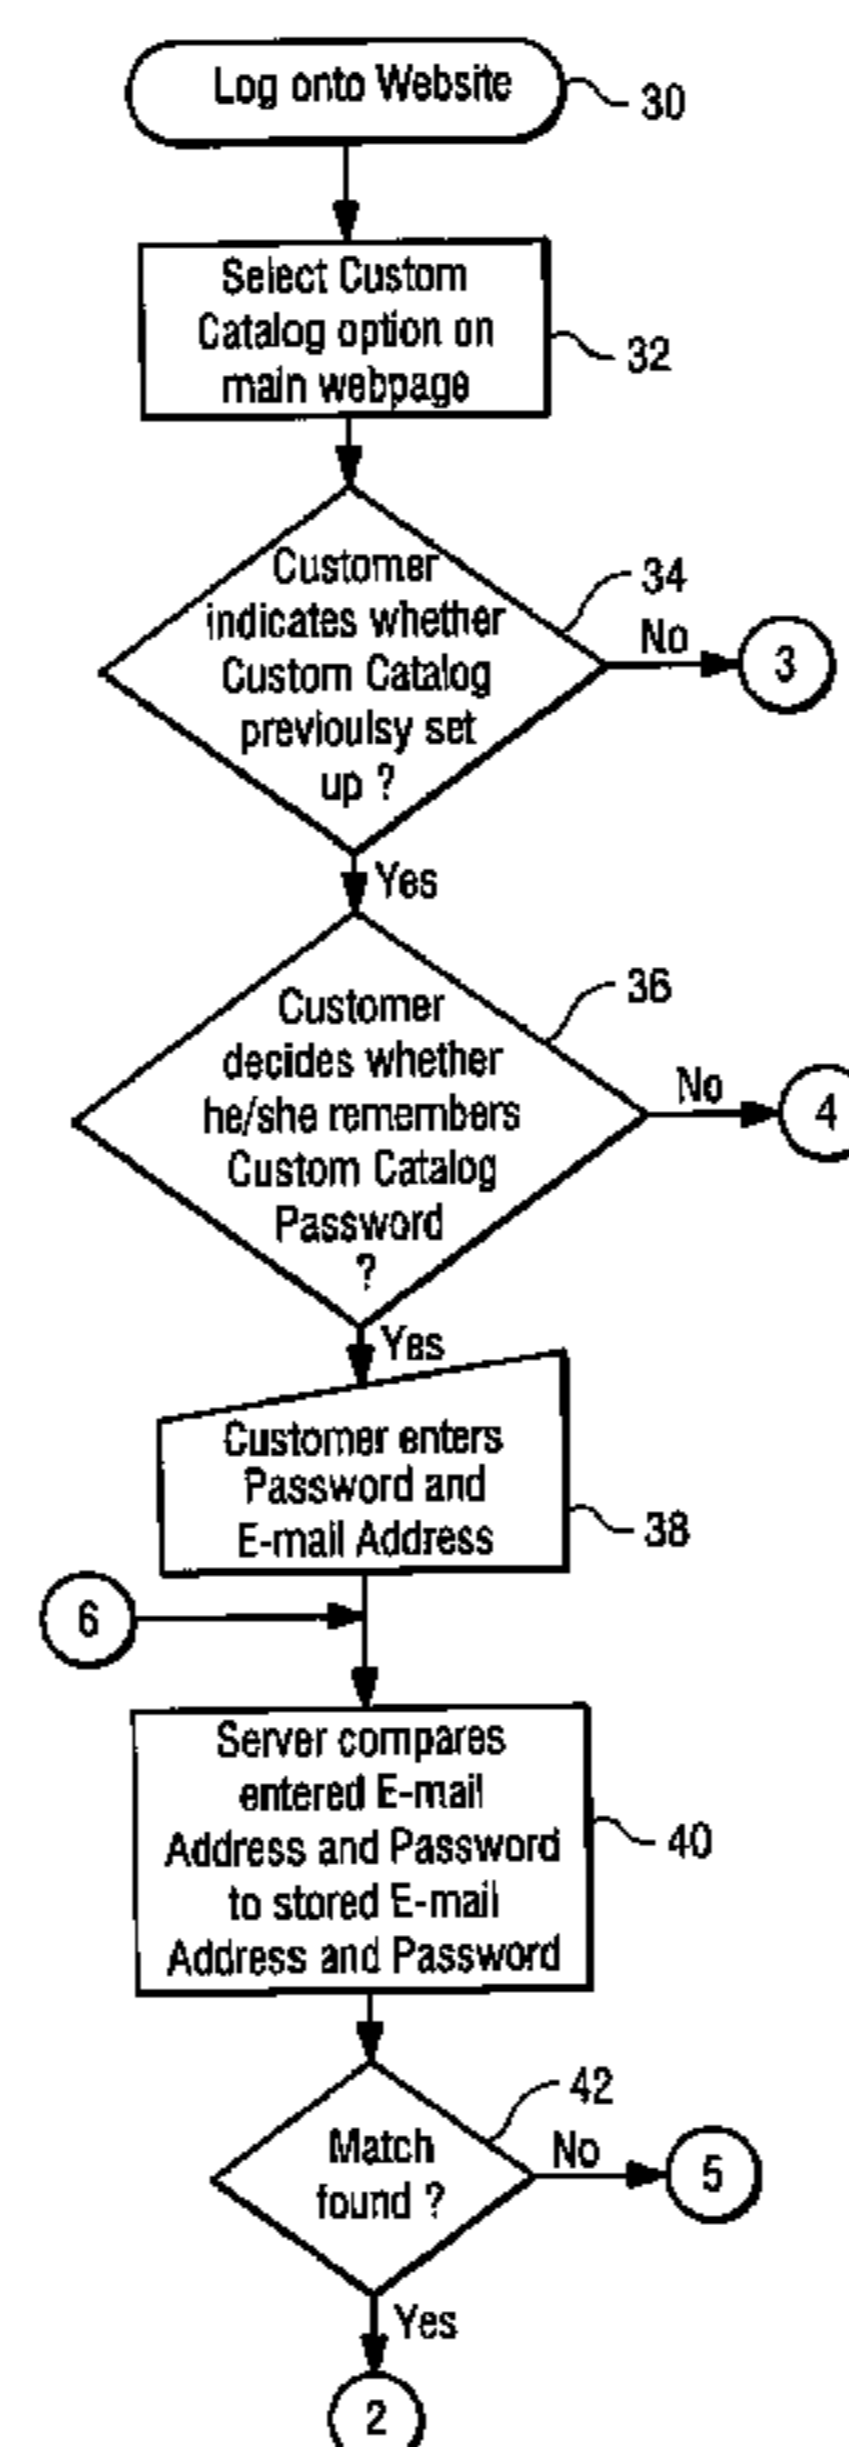 Log onto Website
30
Select Custom
Catalog option on
main webpage
32
Customer
indicates whether
Custom Catalog
previoulsy set
up ?
34
No
3
Yes
Customer
decides whether
he/she remembers
Custom Catalog
Password
?
36
No
4
Yes
Customer enters
Password and
E-mail Address
38
6
Server compares
entered E-mail
Address and Password
to stored E-mail
Address and Password
40
Match
found ?
42
No
5
Yes
2